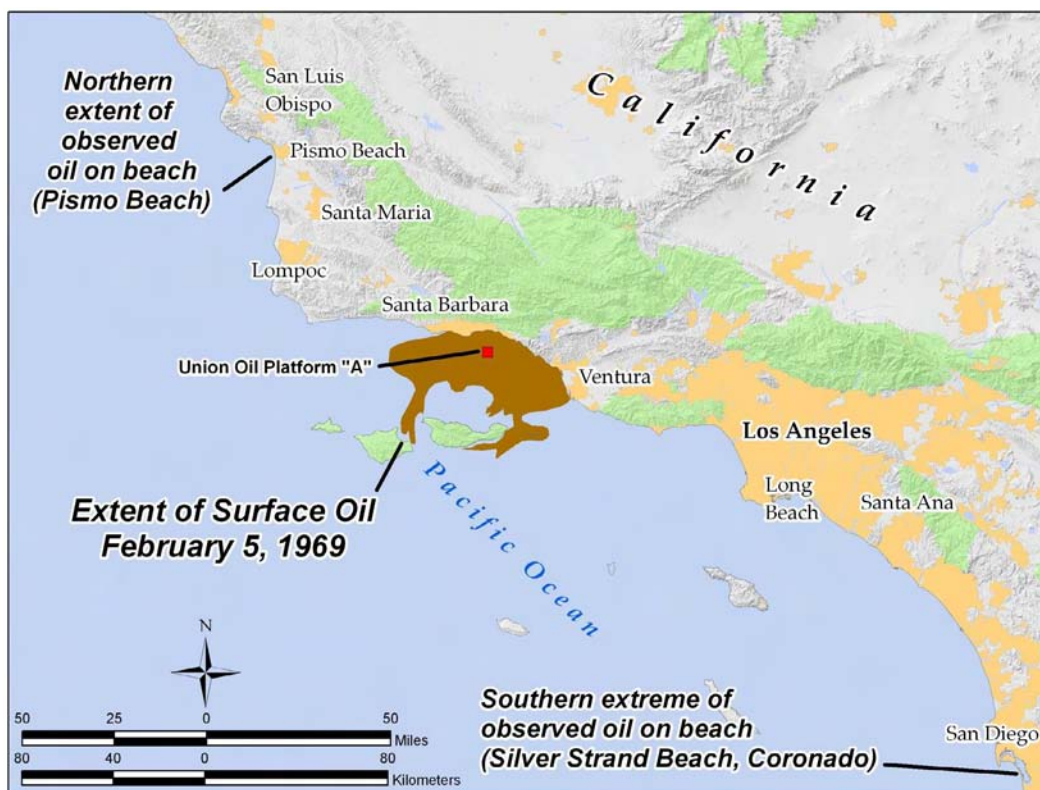 Northern
extent of
observed
oil on beach
(Pismo Beach)
San Luis
Obispo
Pismo Beach
Santa Maria
Lompoc
Santa Barbara
California
Union Oil Platform "A"
Ventura
Los Angeles
Long
Beach
Santa Ana
Extent of Surface Oil
February 5, 1969
Pacific Ocean
N
50 25 0 50
Miles
80 40 0 80
Kilometers
Southern extreme of
observed oil on beach
(Silver Strand Beach, Coronado)
San Diego